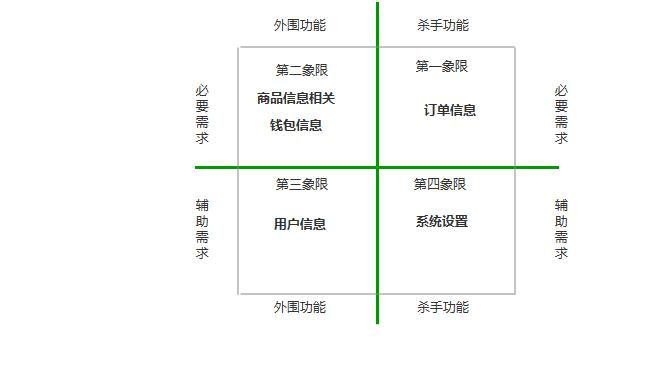 外围功能
杀手功能
第二象限
第一象限
商品信息相关
钱包信息
订单信息
必要需求
必要需求
第三象限
第四象限
用户信息
系统设置
辅助需求
辅助需求
外围功能
杀手功能